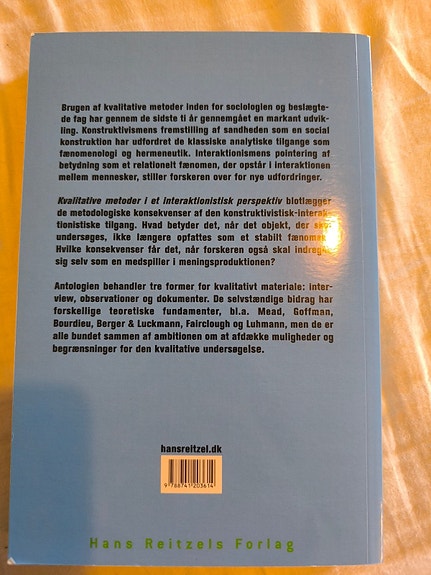 Brugen af kvalitative metoder inden for sociologien og beslægte-
de fag har gennem de sidste ti år gennemgået en markant udvik-
ling. Konstruktivismens fremstilling af sandheden som en social
konstruktion har udfordret de klassiske analytiske tilgange som
fænomenologi og hermeneutik. Interaktionismens pointering af
betydning som et relationelt fænomen, der opstår i interaktionen
mellem mennesker, stiller forskeren over for nye udfordringer.
Kvalitative metoder i et interaktionistisk perspektiv blotlægger
de metodologiske konsekvenser af den konstruktivistisk-interak-
tionistiske tilgang. Hvad betyder det, når det objekt, der
undersøges, ikke længere opfattes som et stabilt
Hvilke konsekvenser får det, når forskeren også skal
sig selv som en medspiller i meningsproduktionen?
Antologien behandler tre former for kvalitativt materiale: inter-
view, observationer og dokumenter. De selvstændige bidrag har
forskellige teoretiske fundamenter, bl.a. Mead, Goffman,
Bourdieu, Berger & Luckmann, Fairclough og Luhmann, men de er
alle bundet sammen af ambitionen om at afdække muligheder og
begrænsninger for den kvalitative undersøgelse.
hansreitzel.dk
9 788741 203614
Hans Reitzels Forlag